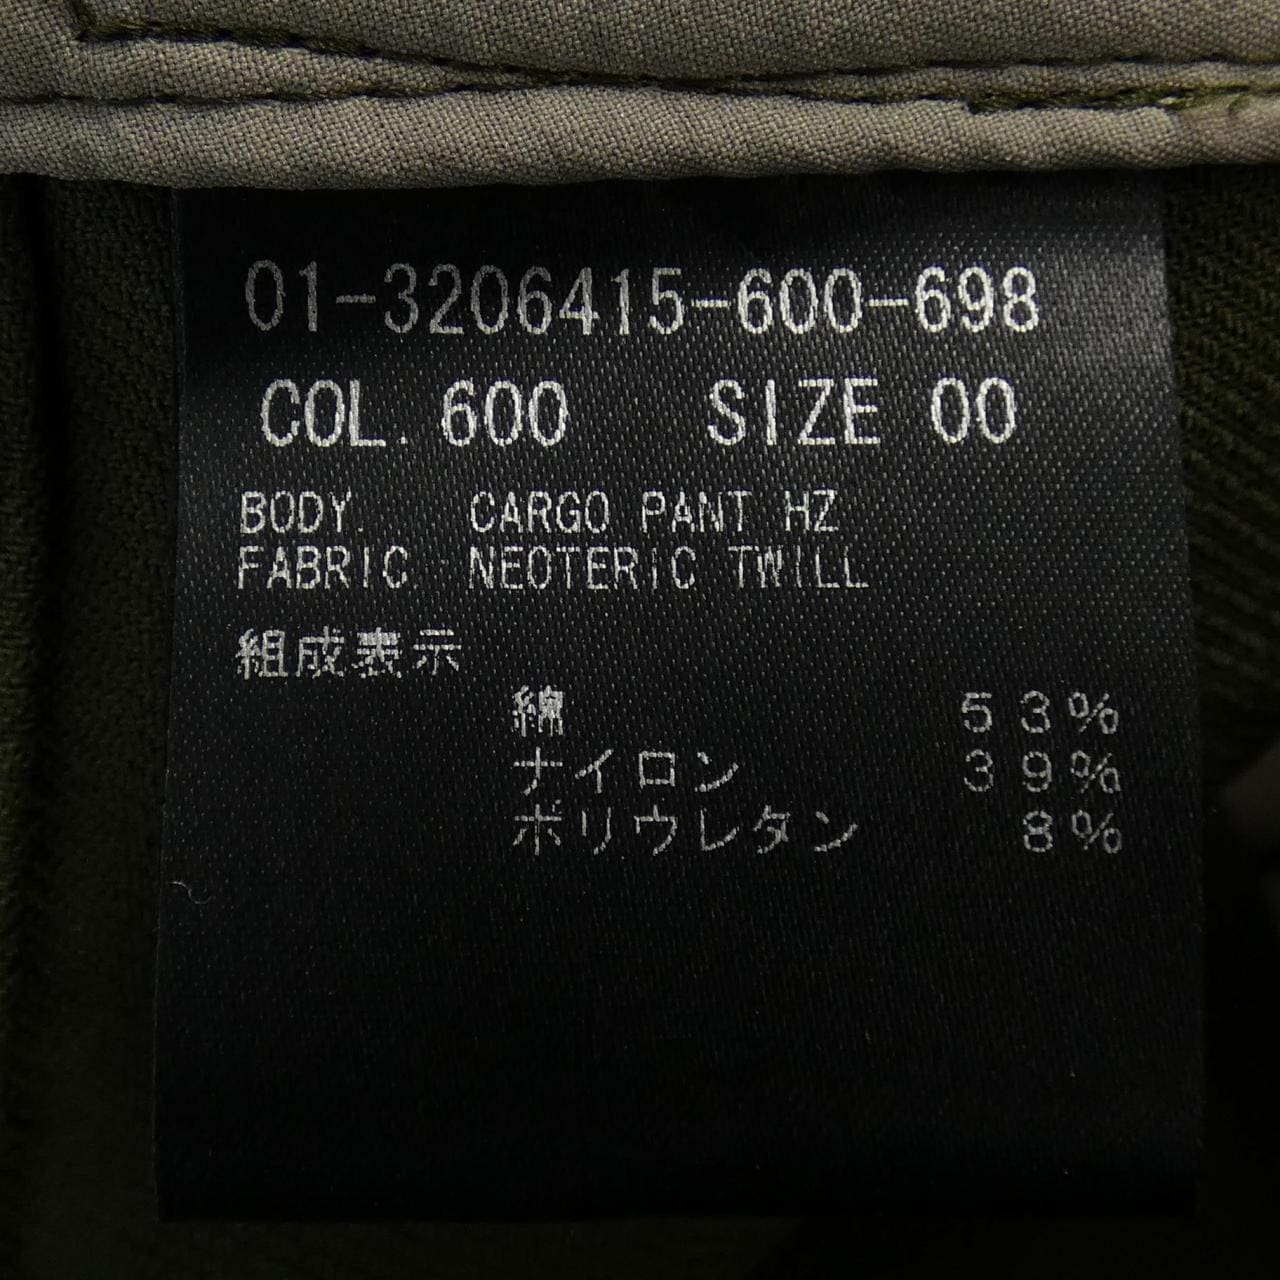 01-3206415-600-698
COL. 600 SIZE 00
BODY. CARGO PANT HZ
FABRIC NEOTERIC TWILL
組成表示
綿 53%
ナイロン 39%
ポリウレタン 8%